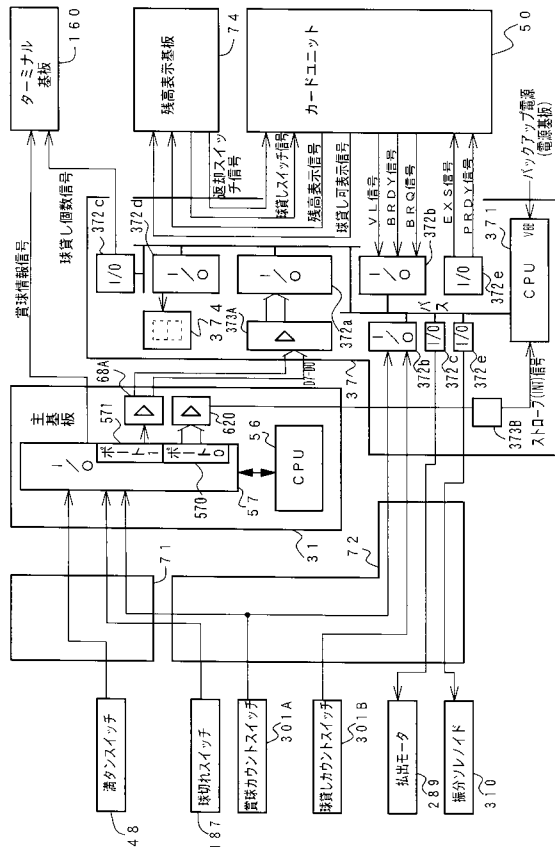 ターミナル
基板
160
残高表示基板
74
カードユニット
50
賞球情報信号
球貸し個数信号
返却スイッチ信号
球貸しスイッチ信号
残高表示信号
球貸し可表示信号
VL信号
BRDY信号
BRQ信号
EXS信号
PRDY信号
バックアップ電源
(電源基板)
372c
I/O
372d
I/O
374
373A
I/O
372a
372b
I/O
I/O
372e
371
CPU
VBB
バス
I/O
372b
I/O
372c
I/O
372e
37
D7-D0
ストローブ(INT)信号
373B
主基板
68A
571
I/O
ポート1
ポート0
620
570
57
56
CPU
31
71
72
満タンスイッチ
48
球切れスイッチ
187
賞球カウントスイッチ
301A
球貸しカウントスイッチ
301B
払出モータ
289
振分ソレノイド
310